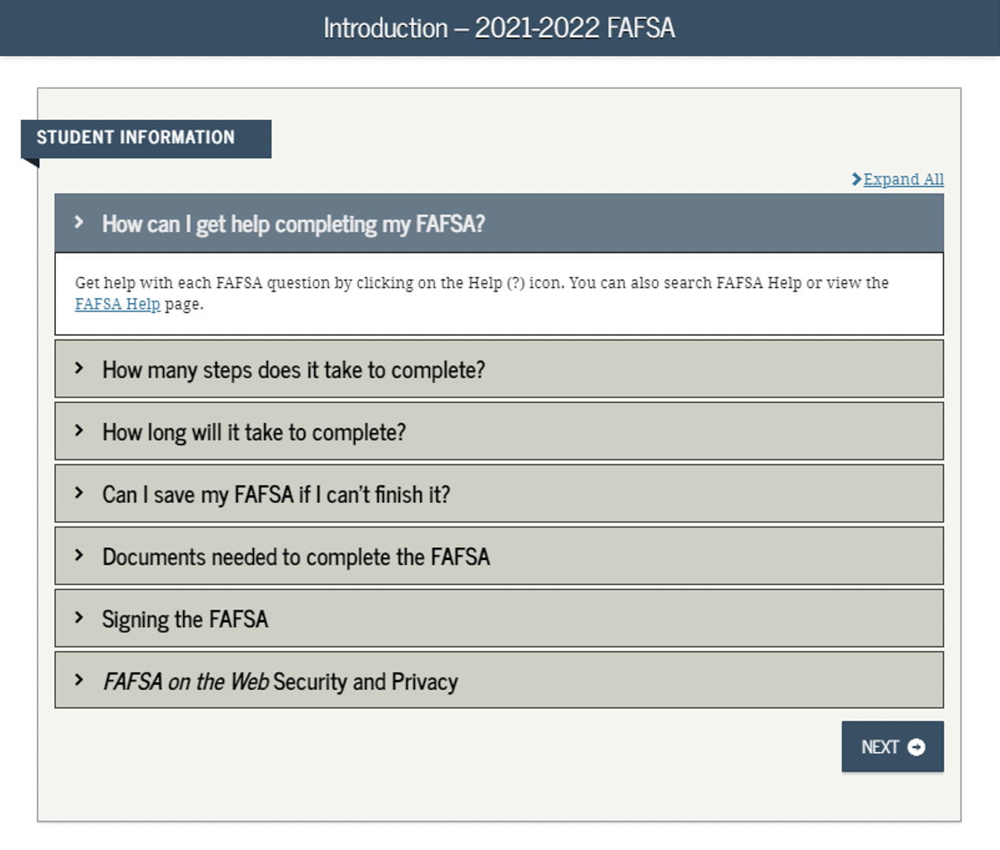 Introduction – 2021-2022 FAFSA
STUDENT INFORMATION
Expand All
How can I get help completing my FAFSA?
Get help with each FAFSA question by clicking on the Help (?) icon. You can also search FAFSA Help or view the
FAFSA Help page.
How many steps does it take to complete?
How long will it take to complete?
Can I save my FAFSA if I can't finish it?
Documents needed to complete the FAFSA
Signing the FAFSA
FAFSA on the Web Security and Privacy
NEXT